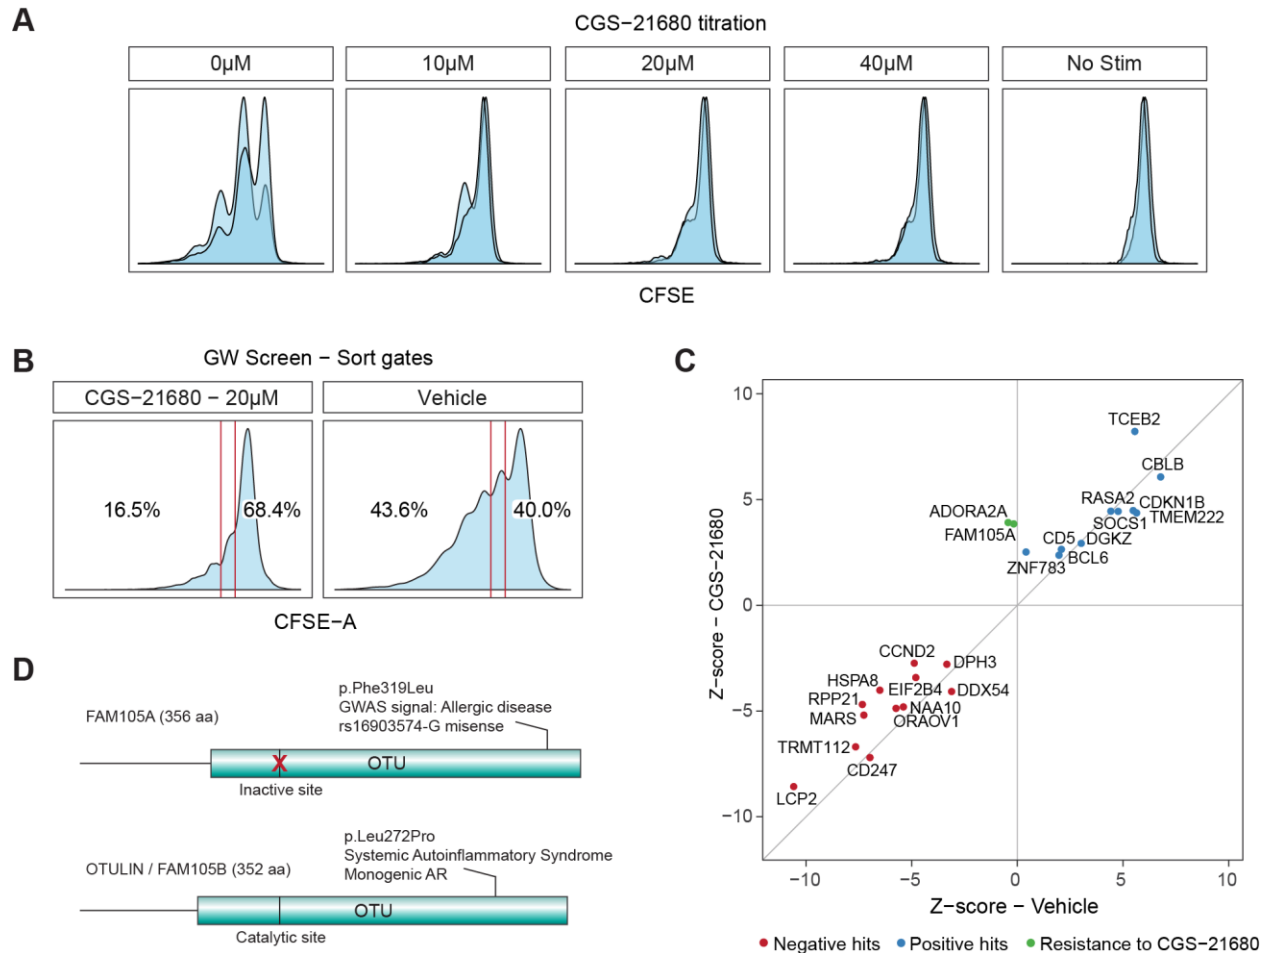 A
CGS−21680 titration
0µM
10µM
20µM
40µM
No Stim
CFSE
B
GW Screen − Sort gates
CGS−21680 − 20µM
Vehicle
16.5%
68.4%
43.6%
40.0%
CFSE−A
C
10
5
0
−5
−10
Z−score − CGS−21680
TCEB2
CBLB
RASA2
CDKN1B
SOCS1
TMEM222
ADORA2A
FAM105A
CD5
DGKZ
ZNF783
BCL6
CCND2
DPH3
HSPA8
EIF2B4
DDX54
RPP21
NAA10
MARS
ORAOV1
TRMT112
CD247
LCP2
−10
−5
0
5
10
Z−score − Vehicle
Negative hits
Positive hits
Resistance to CGS−21680
D
p.Phe319Leu
GWAS signal: Allergic disease
rs16903574-G misense
FAM105A (356 aa)
X
OTU
Inactive site
p.Leu272Pro
Systemic Autoinflammatory Syndrome
Monogenic AR
OTULIN / FAM105B (352 aa)
OTU
Catalytic site